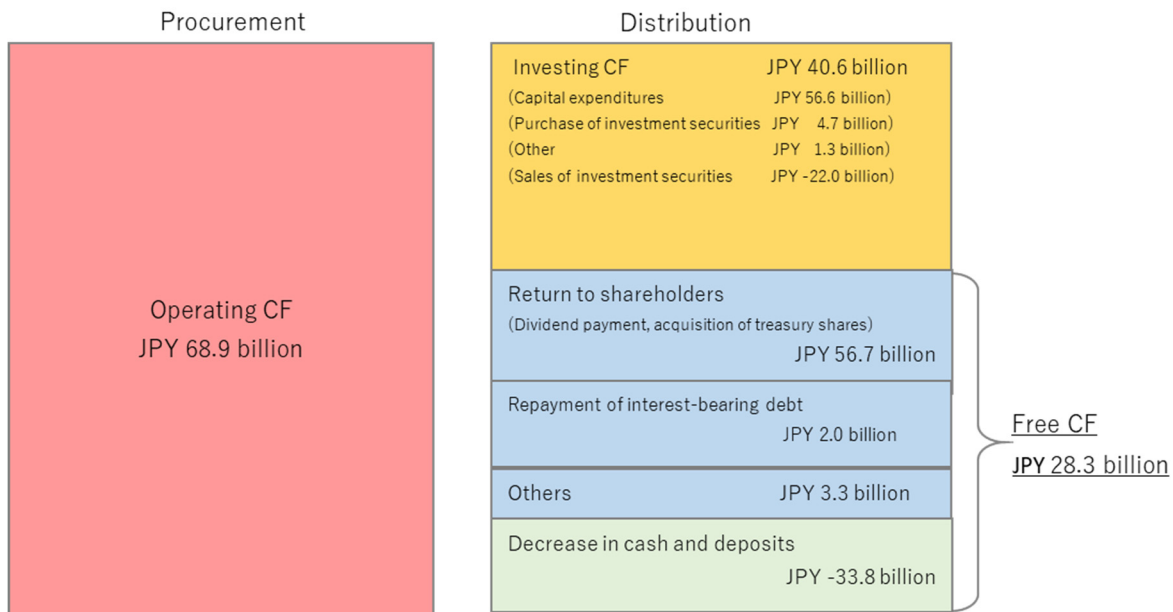 Procurement
Distribution
Operating CF
JPY 68.9 billion
Investing CF JPY 40.6 billion
(Capital expenditures JPY 56.6 billion)
(Purchase of investment securities JPY 4.7 billion)
(Other JPY 1.3 billion)
(Sales of investment securities JPY -22.0 billion)
Return to shareholders
(Dividend payment, acquisition of treasury shares)
JPY 56.7 billion
Repayment of interest-bearing debt
JPY 2.0 billion
Others JPY 3.3 billion
Decrease in cash and deposits
JPY -33.8 billion
Free CF
JPY 28.3 billion